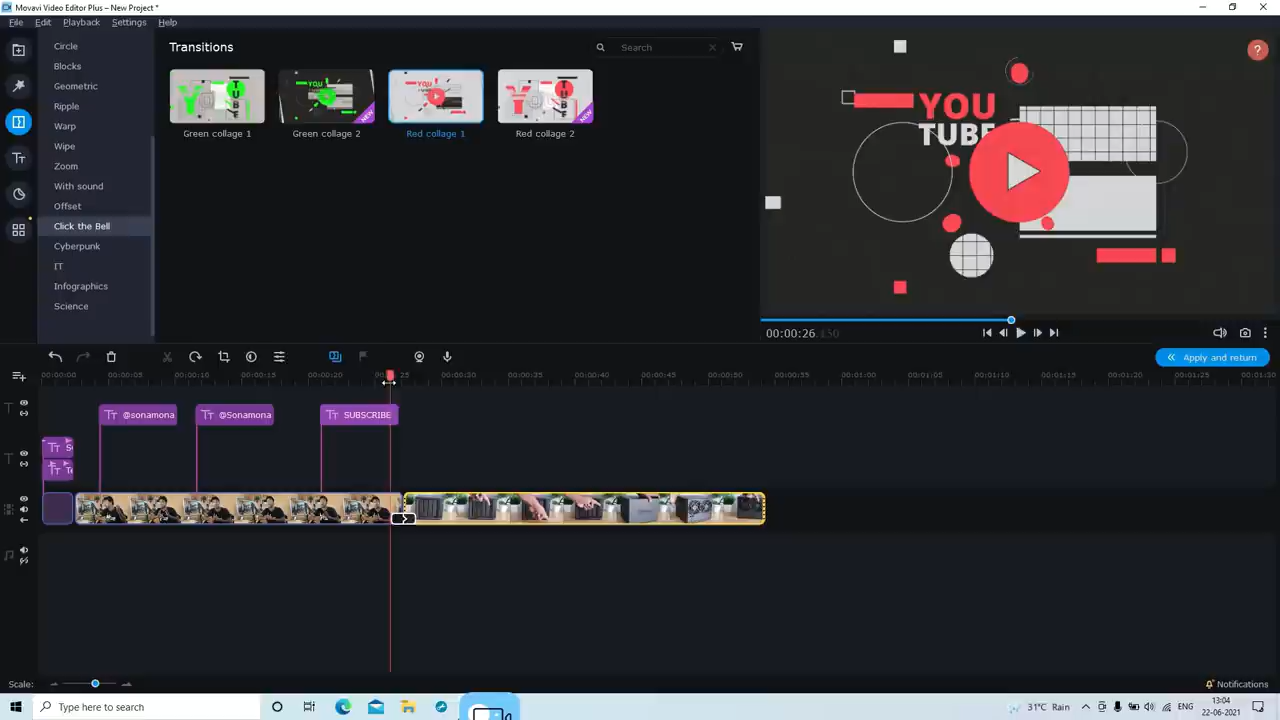 Movavi Video Editor Plus – New Project *
File Edit Playback Settings Help
Circle
Blocks
Geometric
Ripple
Warp
Wipe
Zoom
With sound
Offset
Click the Bell
Cyberpunk
IT
Infographics
Science
Transitions
Search
Green collage 1
Green collage 2
Red collage 1
Red collage 2
NEW
NEW
YOU
TUBE
?
00:00:26
Apply and return
00:00:00 00:00:05 00:00:10 00:00:15 00:00:20 00:00:30 00:00:35 00:00:40 00:00:45 00:00:50 00:00:55 00:01:00 00:01:05 00:01:10 00:01:15 00:01:20 00:01:25 00:01:30
@sonamona
@Sonamona
SUBSCRIBE
Scale:
Notifications
Type here to search
31°C Rain
ENG
13:04
22-06-2021